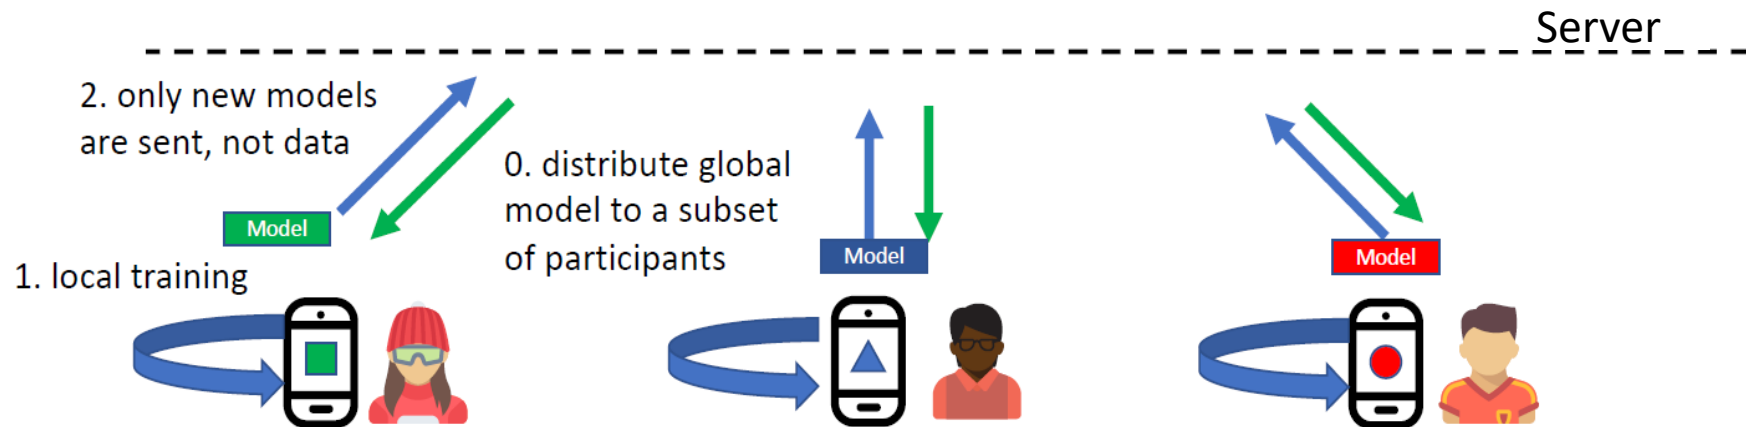 Server
2. only new models
are sent, not data
0. distribute global
model to a subset
of participants
Model
Model
Model
1. local training